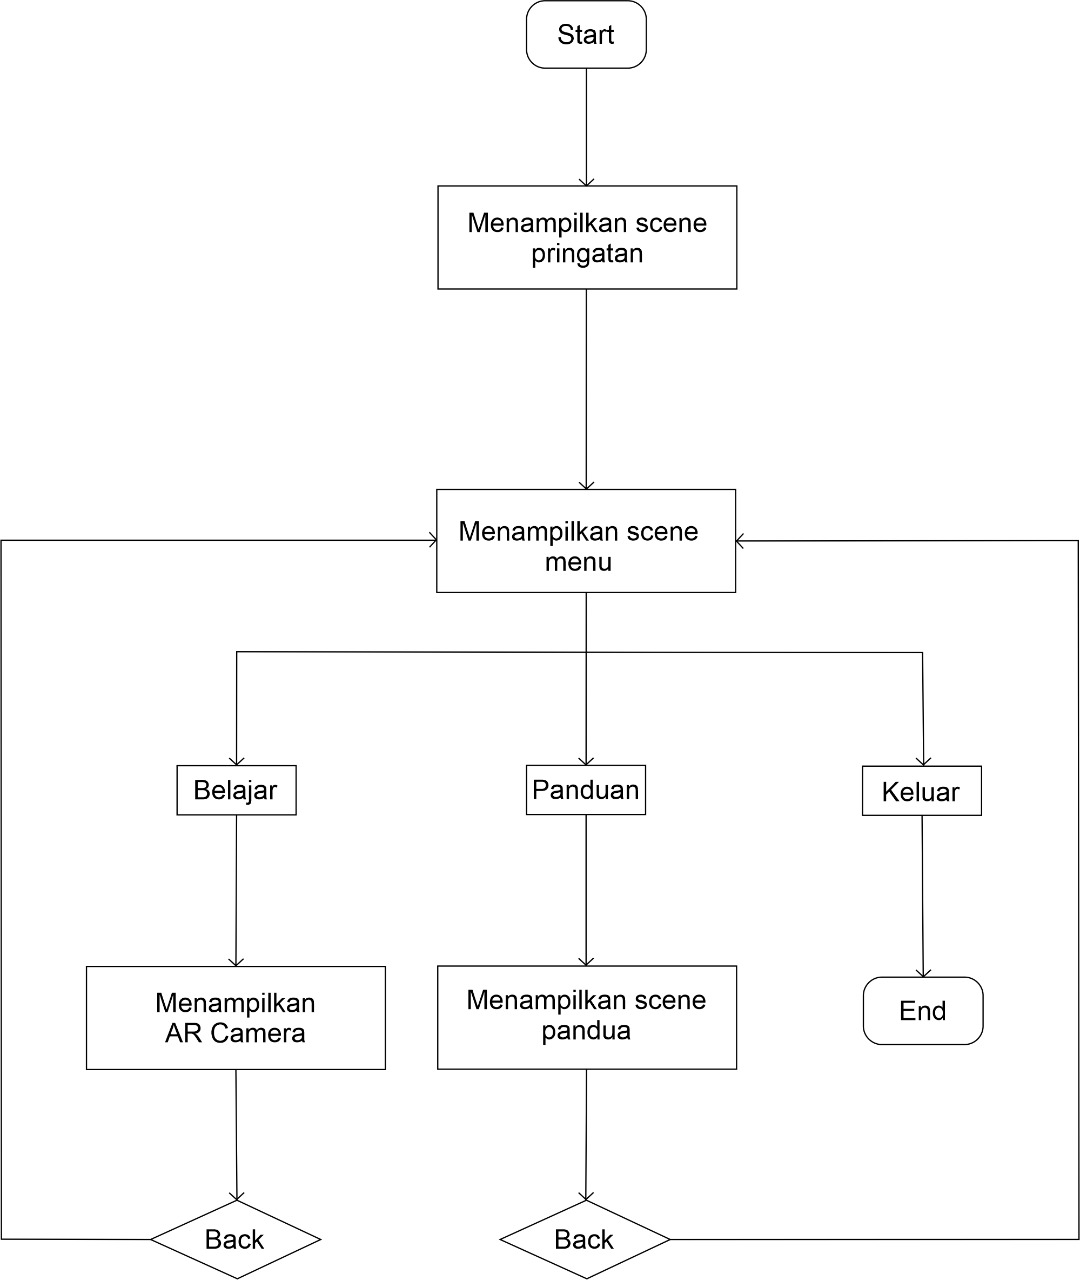 Start
Menampilkan scene
pringatan
Menampilkan scene
menu
Belajar
Panduan
Keluar
Menampilkan
AR Camera
Menampilkan scene
pandua
End
Back
Back